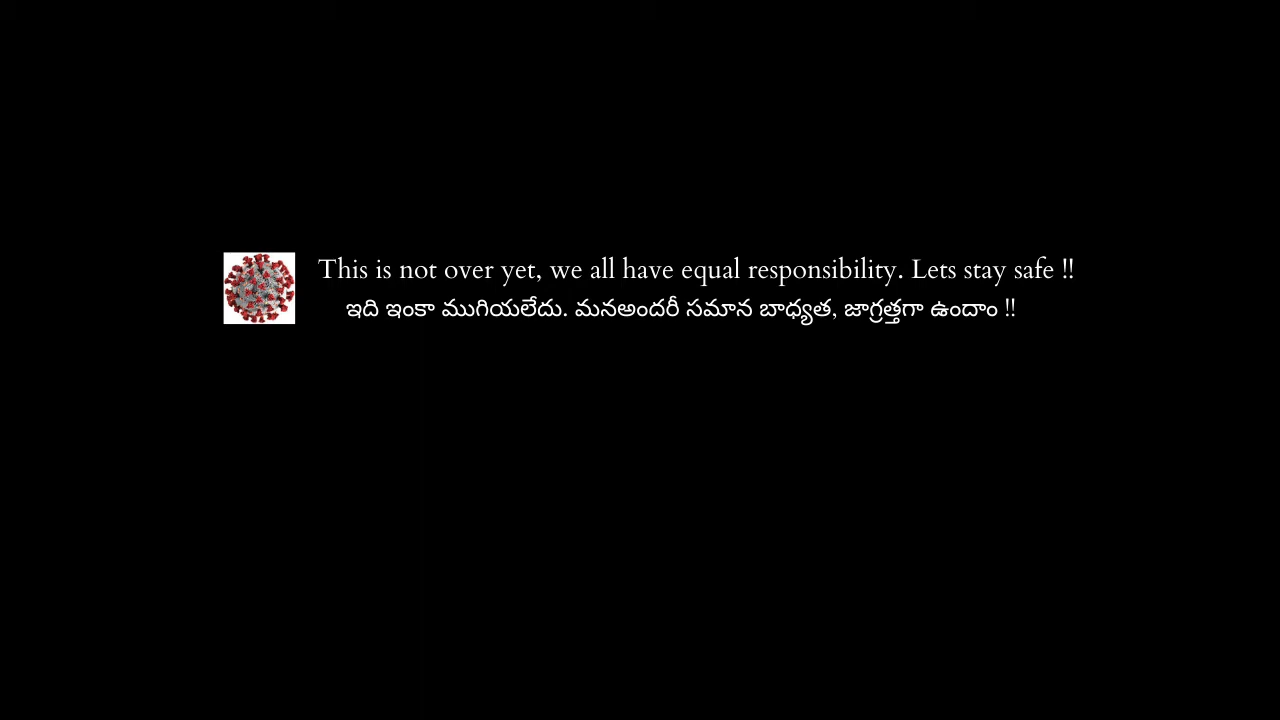 This is not over yet, we all have equal responsibility. Lets stay safe !!
ఇది ఇంకా ముగియలేదు. మనఅందరీ సమాన బాధ్యత, జాగ్రత్తగా ఉందాం !!